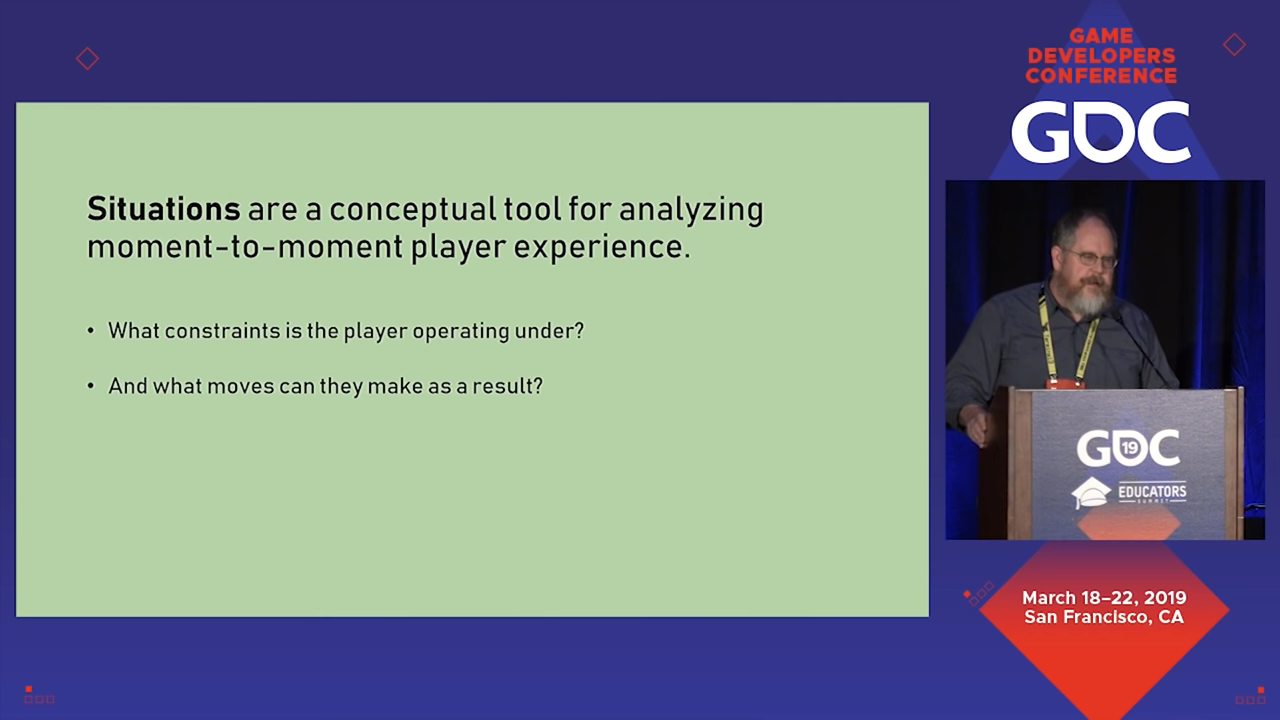 GAME
DEVELOPERS
CONFERENCE
GDC
Situations are a conceptual tool for analyzing
moment-to-moment player experience.
• What constraints is the player operating under?
• And what moves can they make as a result?
GDC
19
EDUCATORS
SUMMIT
March 18–22, 2019
San Francisco, CA